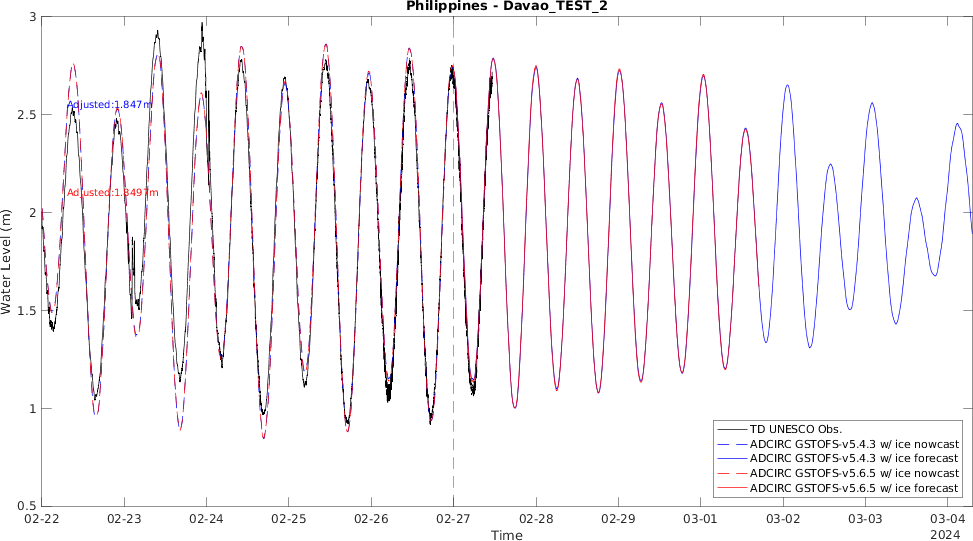 Philippines - Davao_TEST_2
3
2.5
2
1.5
1
0.5
Water Level (m)
Adjusted:1.847m
Adjusted:1.8497m
TD UNESCO Obs.
ADCIRC GSTOFS-v5.4.3 w/ ice nowcast
ADCIRC GSTOFS-v5.4.3 w/ ice forecast
ADCIRC GSTOFS-v5.6.5 w/ ice nowcast
ADCIRC GSTOFS-v5.6.5 w/ ice forecast
02-22 02-23 02-24 02-25 02-26 02-27 02-28 02-29 03-01 03-02 03-03 03-04
2024
Time